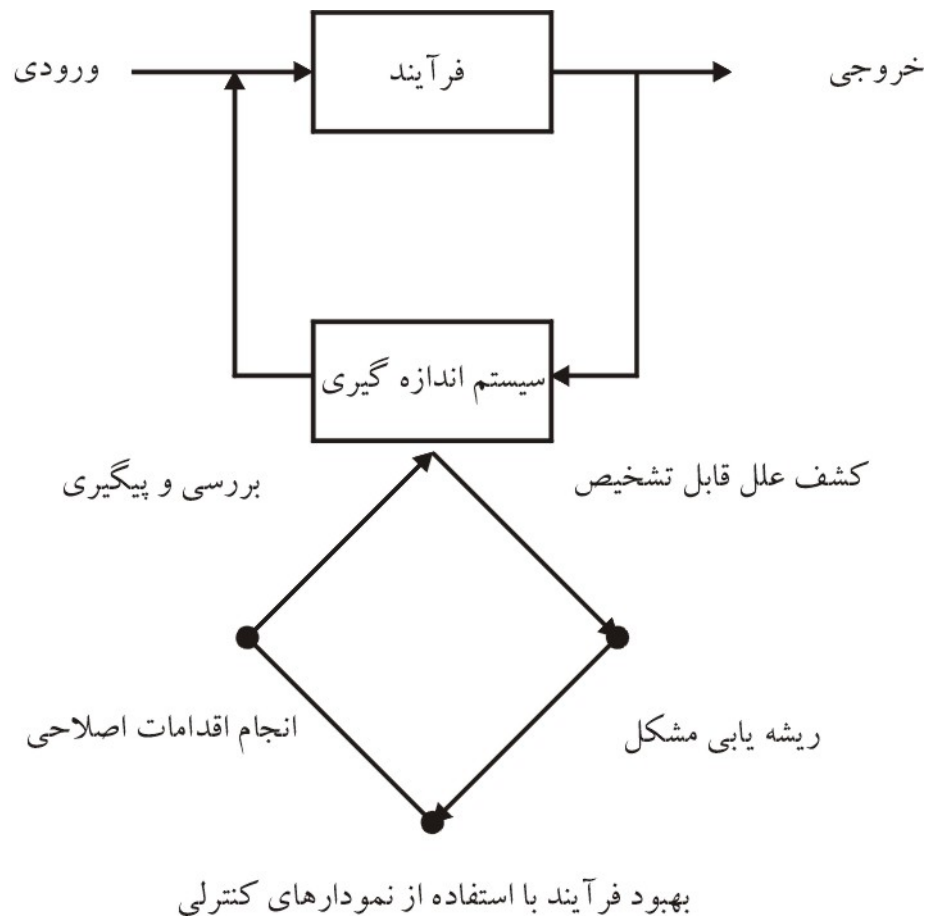 ورودی
فرآیند
خروجی
سیستم اندازه گیری
کشف علل قابل تشخیص
بررسی و پیگیری
ریشه یابی مشکل
انجام اقدامات اصلاحی
بهبود فرآیند با استفاده از نمودارهای کنترلی